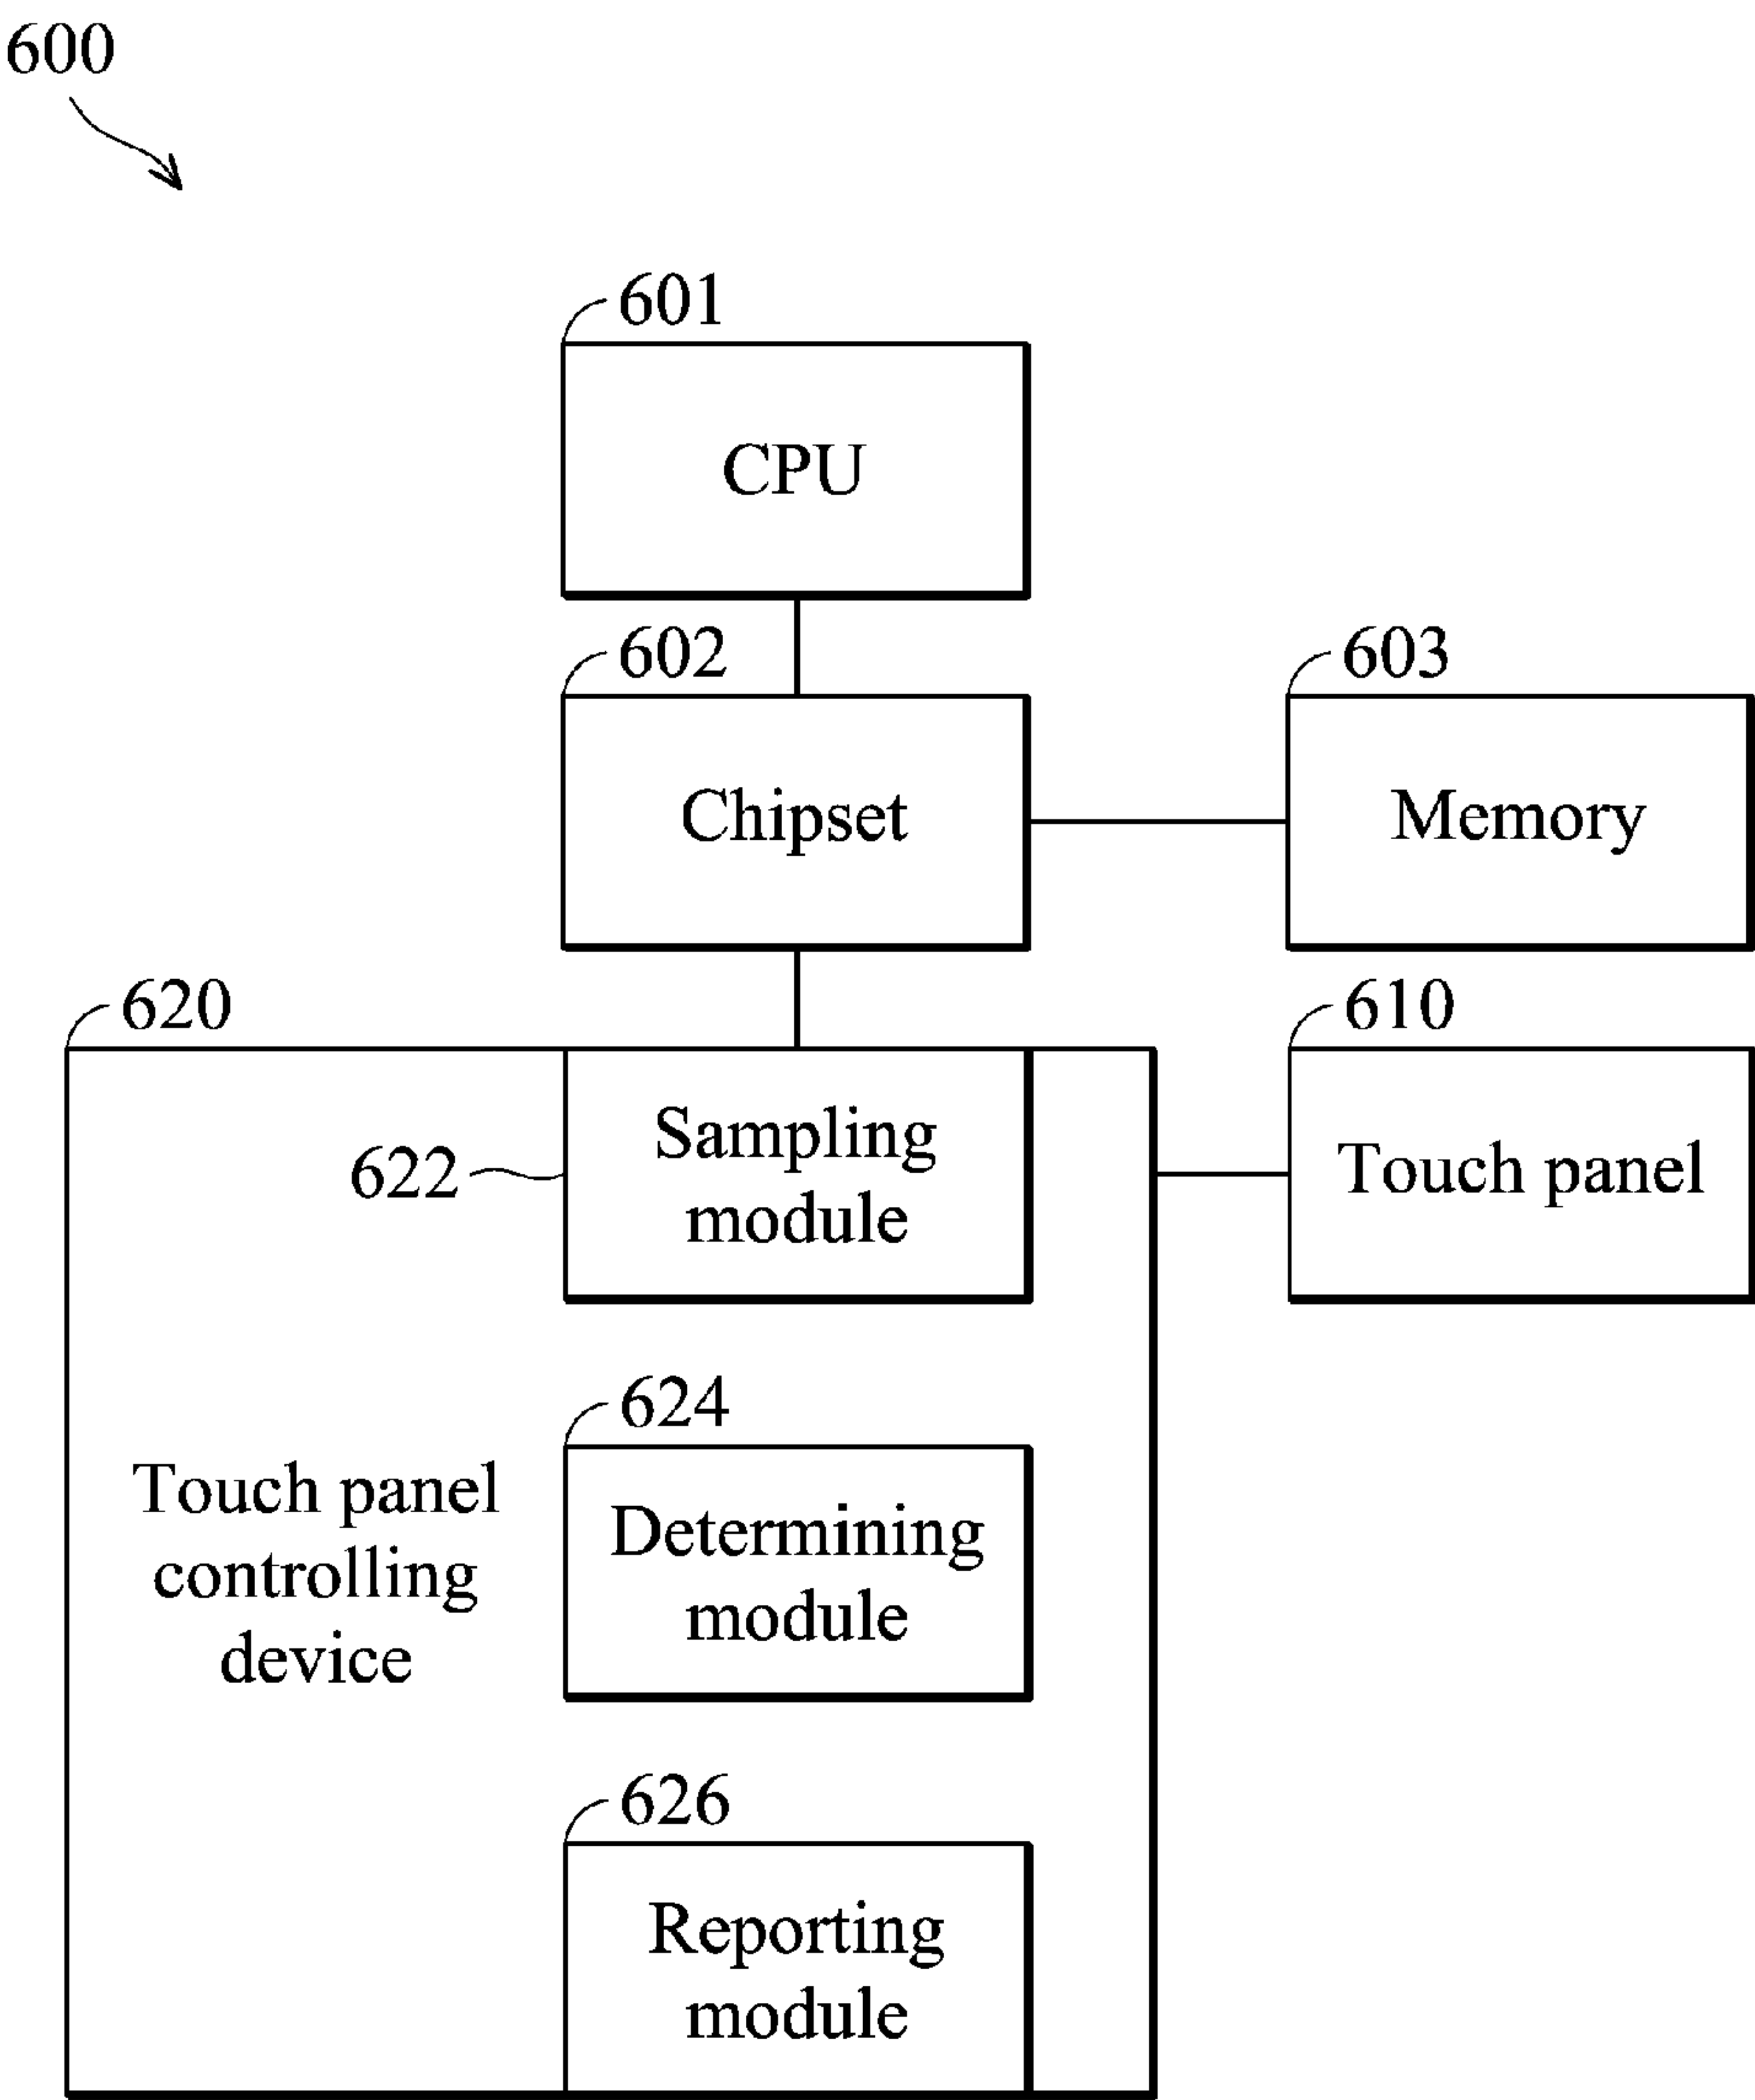 600
601
CPU
602
603
Chipset
Memory
620
610
622
Sampling
module
Touch panel
624
Touch panel
controlling
device
Determining
module
626
Reporting
module